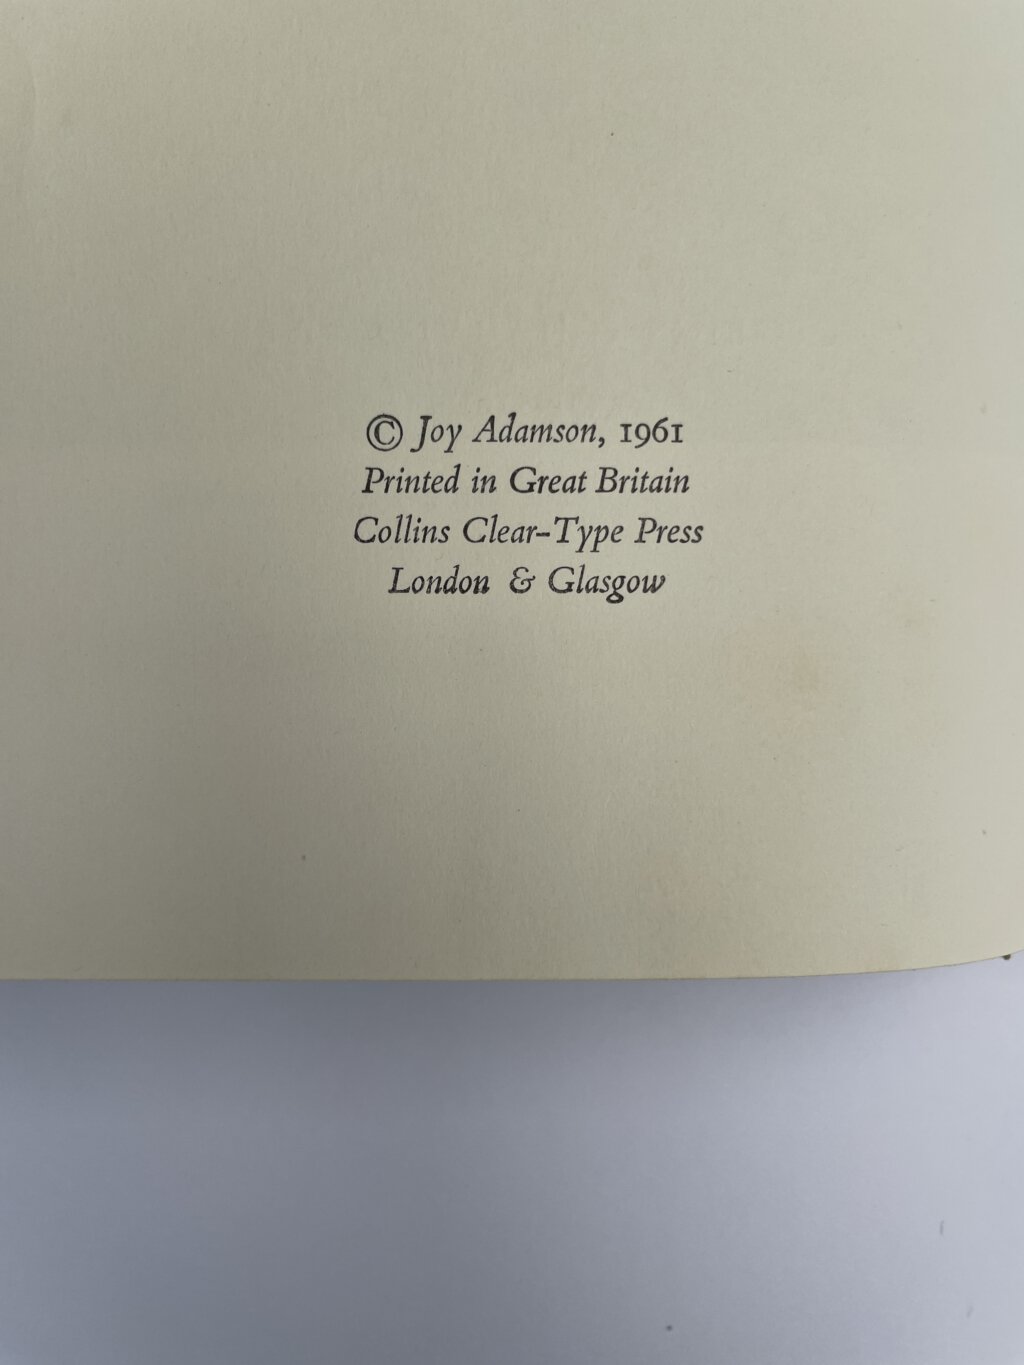 © Joy Adamson, 1961
Printed in Great Britain
Collins Clear-Type Press
London & Glasgow